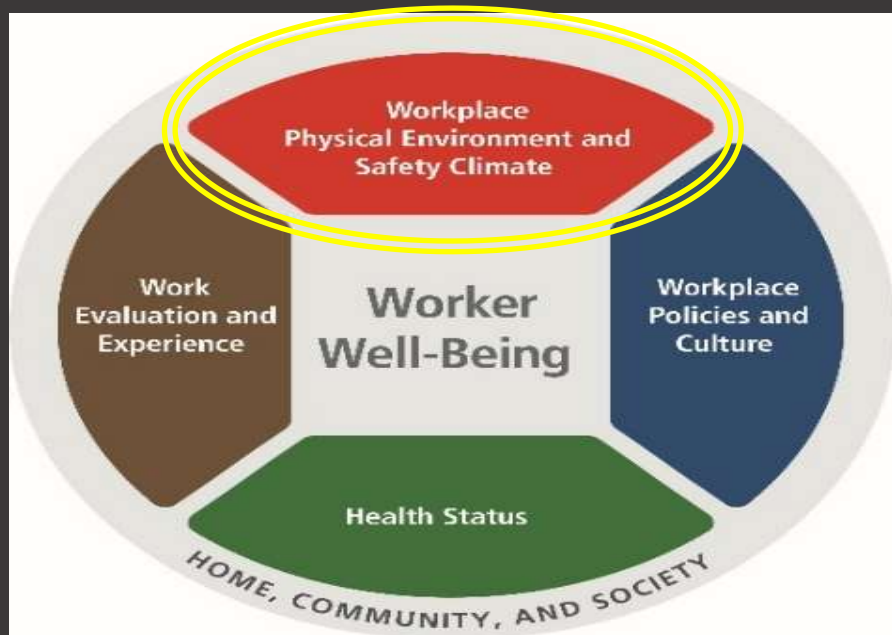 Workplace
Physical Environment and
Safety Climate
Work
Evaluation and
Experience
Worker
Well-Being
Workplace
Policies and
Culture
Health Status
HOME, COMMUNITY, AND SOCIETY